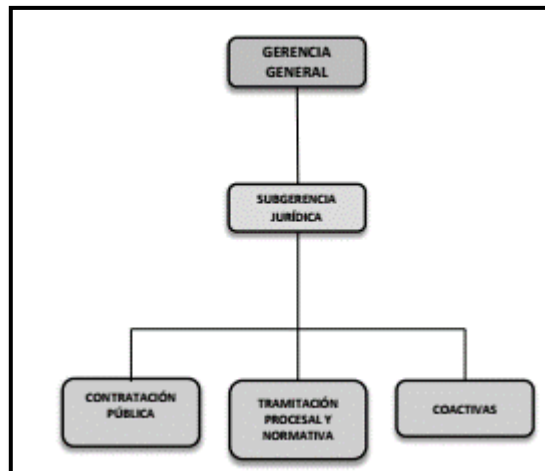 GERENCIA
GENERAL
SUBGERENCIA
JURÍDICA
CONTRATACIÓN
PÚBLICA
TRAMITACIÓN
PROCESAL Y
NORMATIVA
COACTIVAS